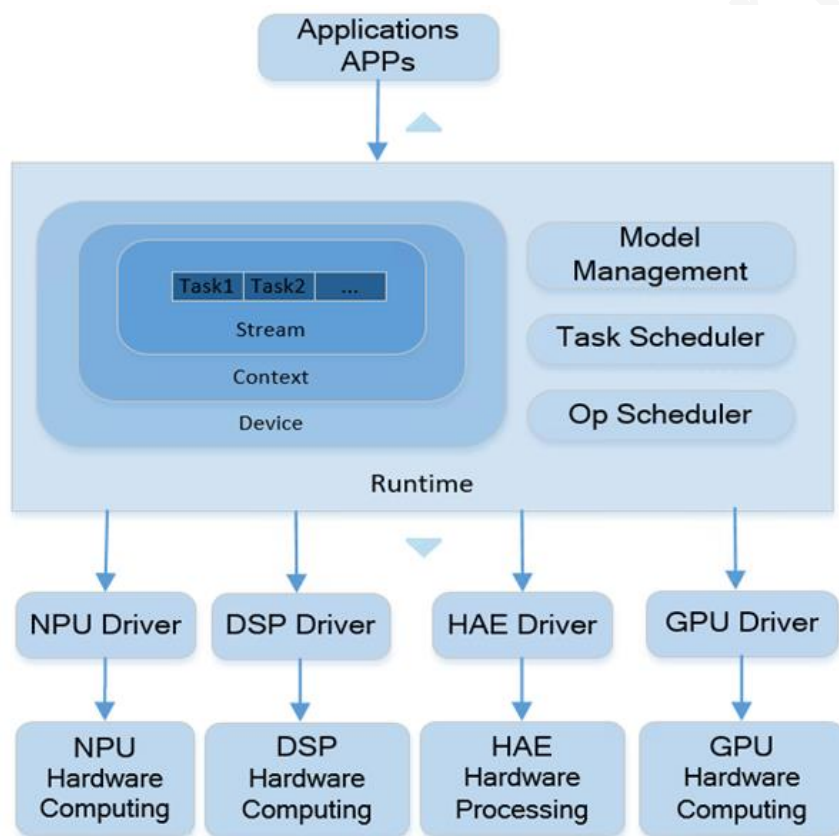 Applications
APPs
Task1 Task2 ...
Stream
Context
Device
Model
Management
Task Scheduler
Op Scheduler
Runtime
NPU Driver
DSP Driver
HAE Driver
GPU Driver
NPU
Hardware
Computing
DSP
Hardware
Computing
HAE
Hardware
Processing
GPU
Hardware
Computing